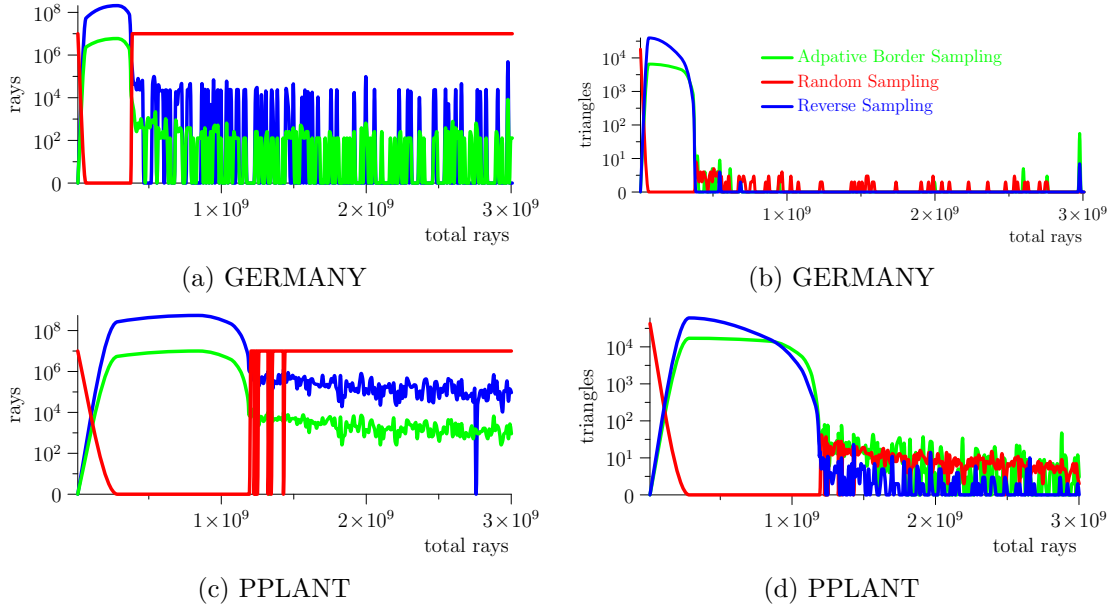 10^8
10^6
rays
10^4
10^2
0
1×10^9
2×10^9
3×10^9
total rays
(a) GERMANY
10^4
10^3
triangles
10^2
10^1
0
Adpative Border Sampling
Random Sampling
Reverse Sampling
1×10^9
2×10^9
3×10^9
total rays
(b) GERMANY
10^8
10^6
rays
10^4
10^2
0
1×10^9
2×10^9
3×10^9
total rays
(c) PPLANT
10^4
10^3
triangles
10^2
10^1
0
1×10^9
2×10^9
3×10^9
total rays
(d) PPLANT